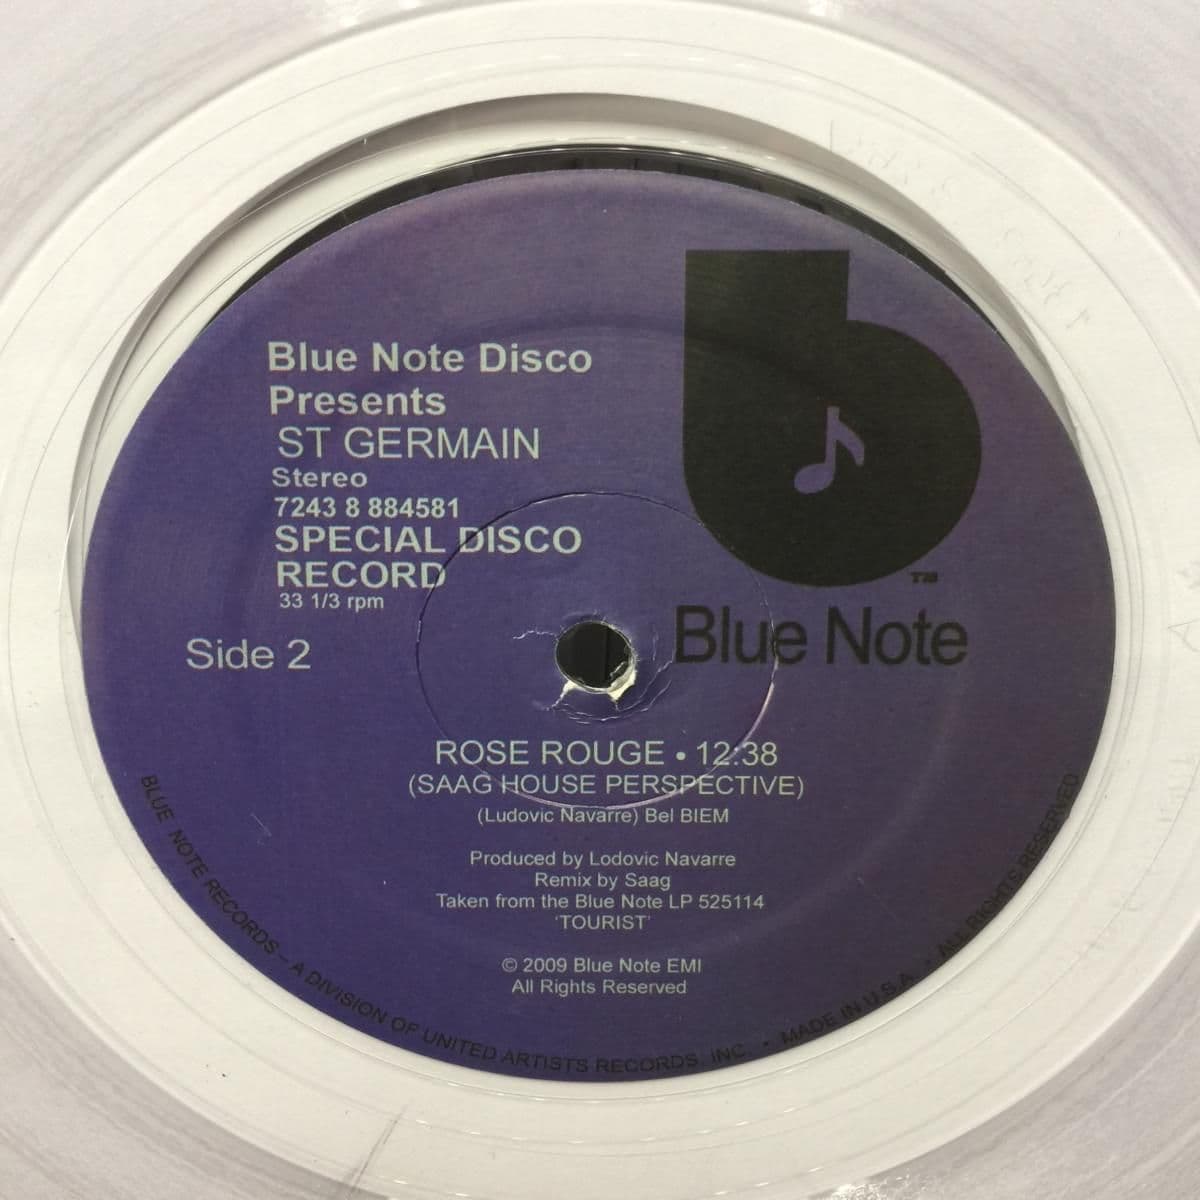 Blue Note Disco
Presents
ST GERMAIN
Stereo
7243 8 884581
SPECIAL DISCO
RECORD
33 1/3 rpm
Side 2
b
TM
Blue Note
ROSE ROUGE • 12:38
(SAAG HOUSE PERSPECTIVE)
(Ludovic Navarre) Bel BIEM
Produced by Lodovic Navarre
Remix by Saag
Taken from the Blue Note LP 525114
'TOURIST'
© 2009 Blue Note EMI
All Rights Reserved
BLUE NOTE RECORDS – A DIVISION OF UNITED ARTISTS RECORDS, INC. • MADE IN U.S.A. • ALL RIGHTS RESERVED